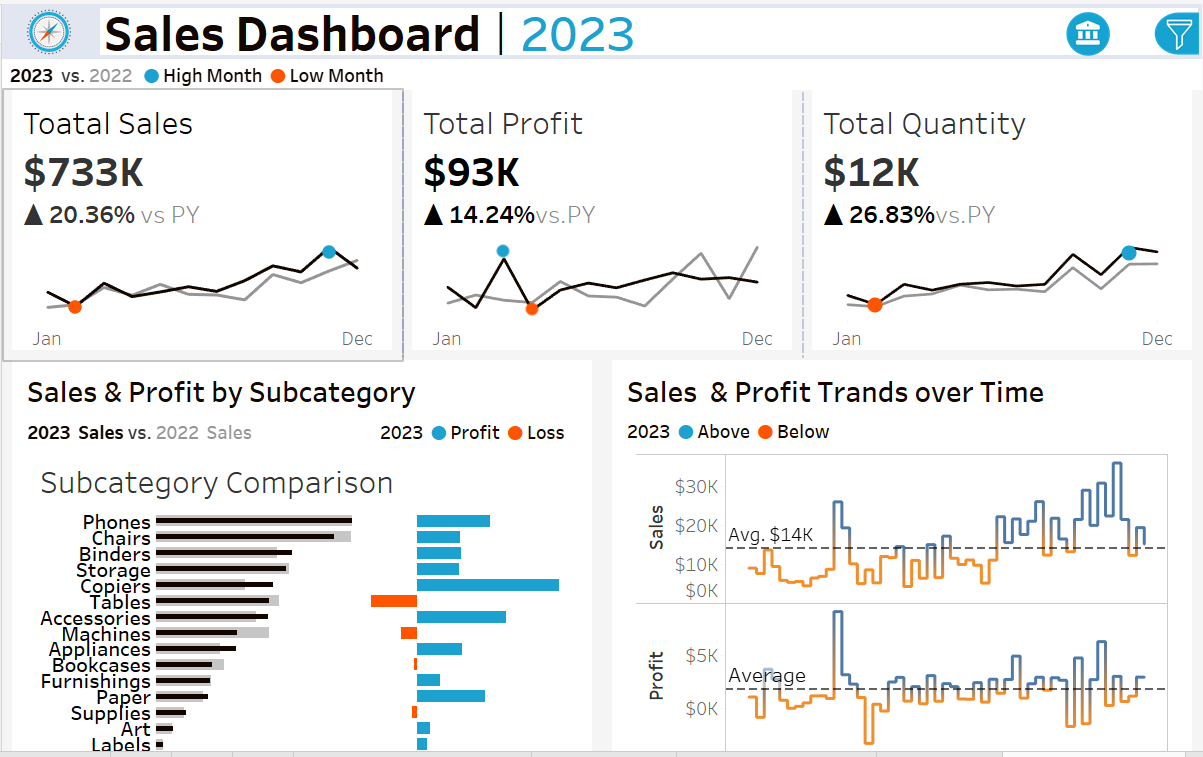 Sales Dashboard | 2023
2023 vs. 2022 High Month Low Month
Toatal Sales
$733K
▲ 20.36% vs PY
Jan Dec
Total Profit
$93K
▲ 14.24%vs.PY
Jan Dec
Total Quantity
$12K
▲ 26.83%vs.PY
Jan Dec
Sales & Profit by Subcategory
2023 Sales vs. 2022 Sales
2023 Profit Loss
Subcategory Comparison
Phones
Chairs
Binders
Storage
Copiers
Tables
Accessories
Machines
Appliances
Bookcases
Furnishings
Paper
Supplies
Art
Labels
Sales & Profit Trands over Time
2023 Above Below
Sales
$30K
$20K
$10K
$0K
Avg. $14K
Profit
$5K
$0K
Average